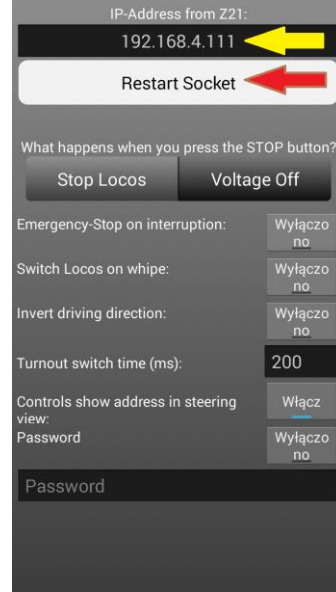 IP-Address from Z21:
192.168.4.111
Restart Socket
What happens when you press the STOP button?
Stop Locos Voltage Off
Emergency-Stop on interruption: Wyłączo
no
Switch Locos on whipe: Wyłączo
no
Invert driving direction: Wyłączo
no
Turnout switch time (ms): 200
Controls show address in steering Włącz
view:
Password Wyłączo
no
Password